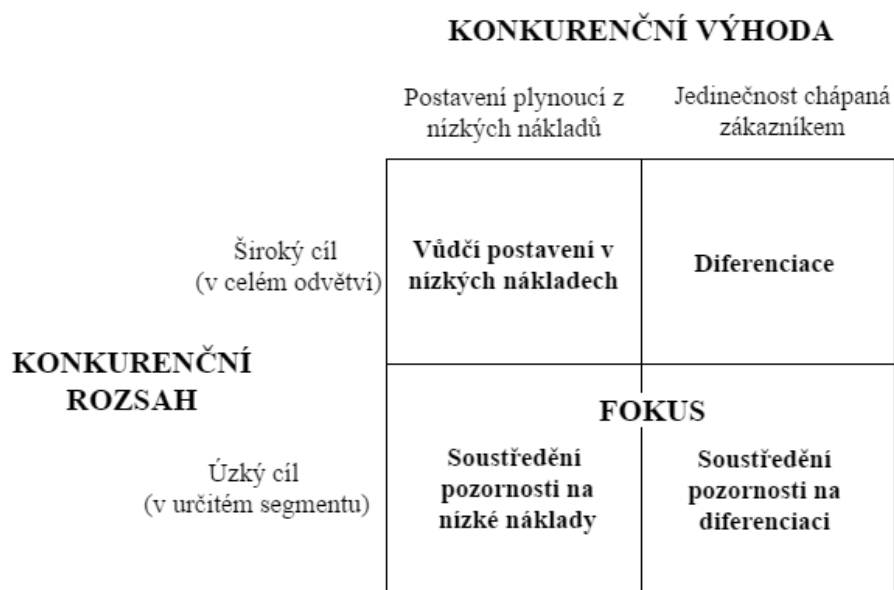 KONKURENČNÍ VÝHODA
Postavení plynoucí z
nízkých nákladů
Jedinečnost chápaná
zákazníkem
Široký cíl
(v celém odvětví)
Vůdčí postavení v
nízkých nákladech
Diferenciace
KONKURENČNÍ
ROZSAH
FOKUS
Úzký cíl
(v určitém segmentu)
Soustředění
pozornosti na
nízké náklady
Soustředění
pozornosti na
diferenciaci